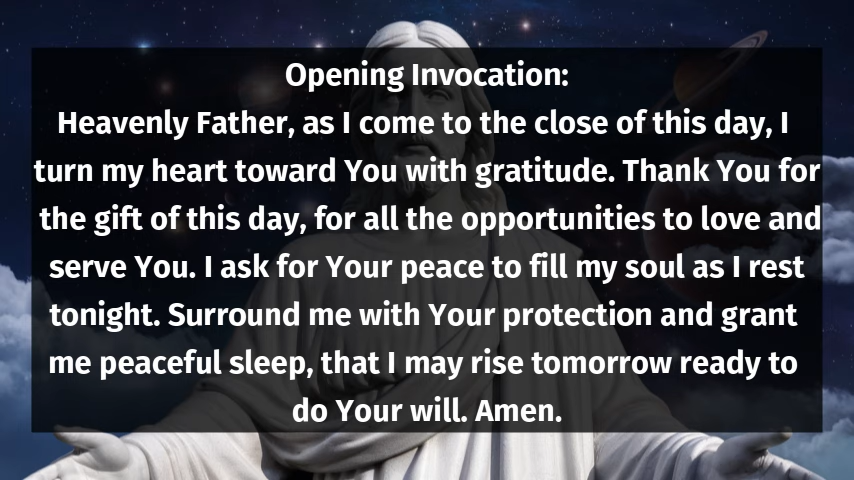 Opening Invocation:
Heavenly Father, as I come to the close of this day, I
turn my heart toward You with gratitude. Thank You for
the gift of this day, for all the opportunities to love and
serve You. I ask for Your peace to fill my soul as I rest
tonight. Surround me with Your protection and grant
me peaceful sleep, that I may rise tomorrow ready to
do Your will. Amen.